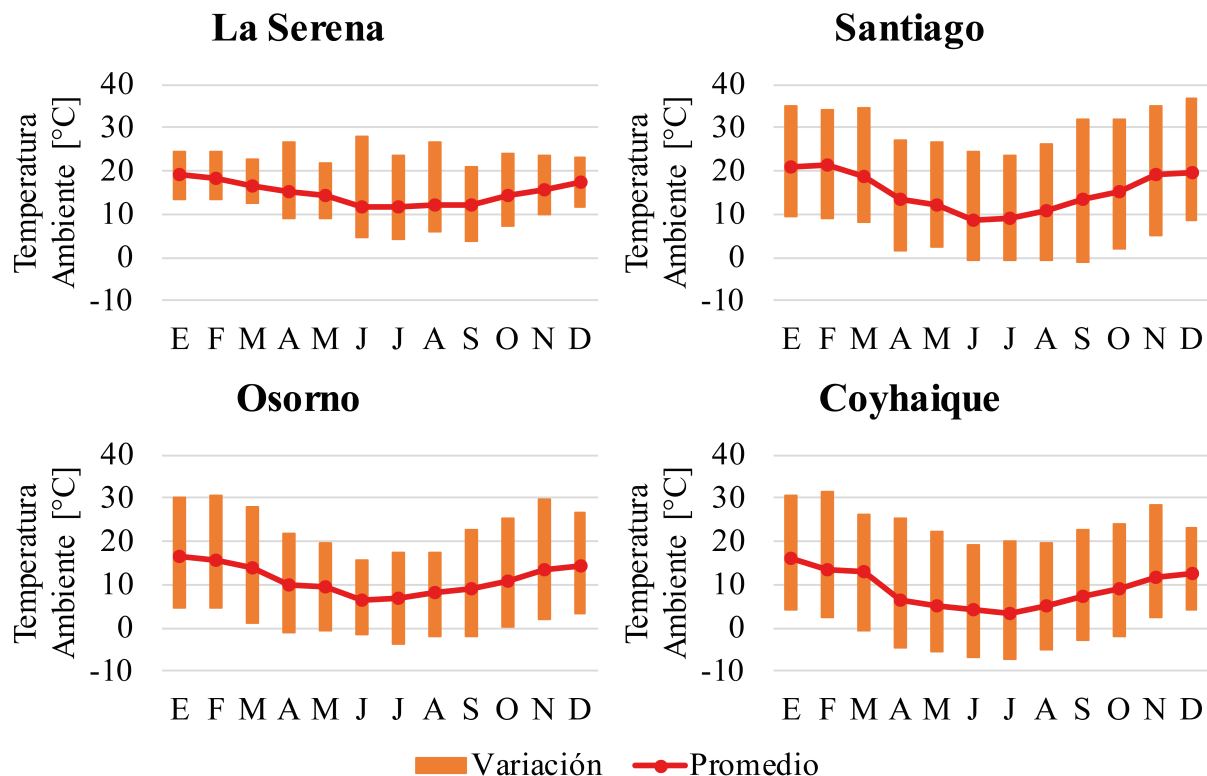 La Serena
Temperatura
Ambiente [°C]
40
30
20
10
0
-10
E F M A M J J A S O N D
Santiago
Temperatura
Ambiente [°C]
40
30
20
10
0
-10
E F M A M J J A S O N D
Osorno
Temperatura
Ambiente [°C]
40
30
20
10
0
-10
E F M A M J J A S O N D
Coyhaique
Temperatura
Ambiente [°C]
40
30
20
10
0
-10
E F M A M J J A S O N D
Variación Promedio